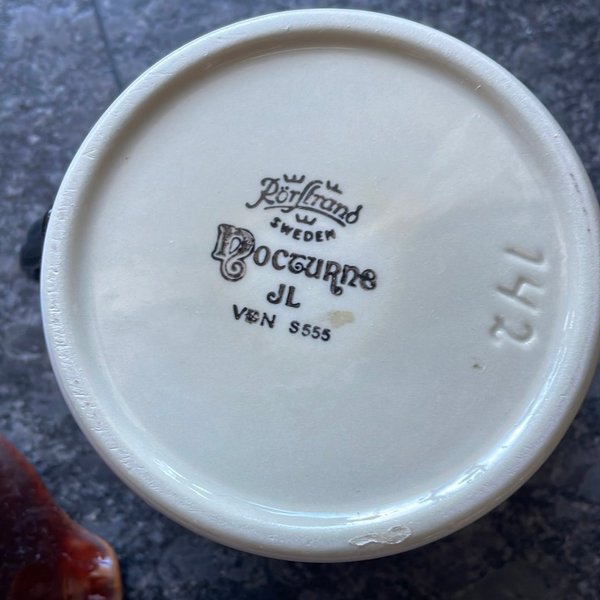 RörStrand
SWEDEN
Nocturne
JL
VDN S555
142